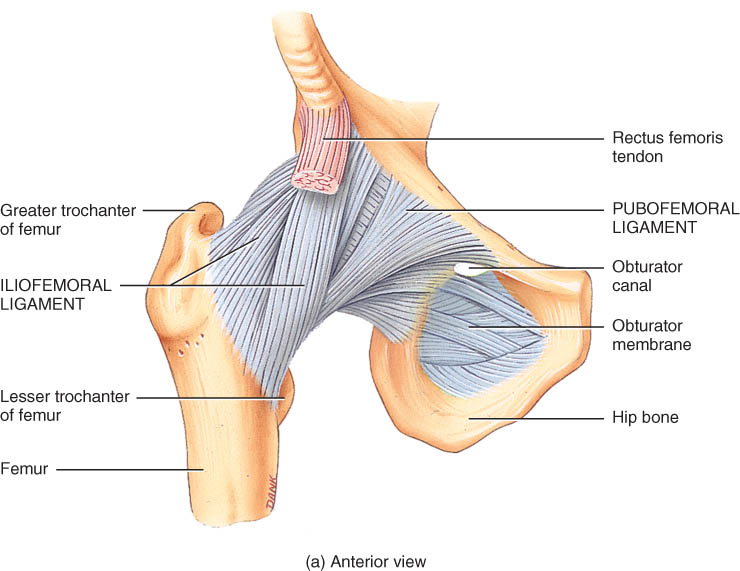 Rectus femoris
tendon
Greater trochanter
of femur
PUBOFEMORAL
LIGAMENT
Obturator
canal
ILIOFEMORAL
LIGAMENT
Obturator
membrane
Lesser trochanter
of femur
Hip bone
Femur
DANK
(a) Anterior view